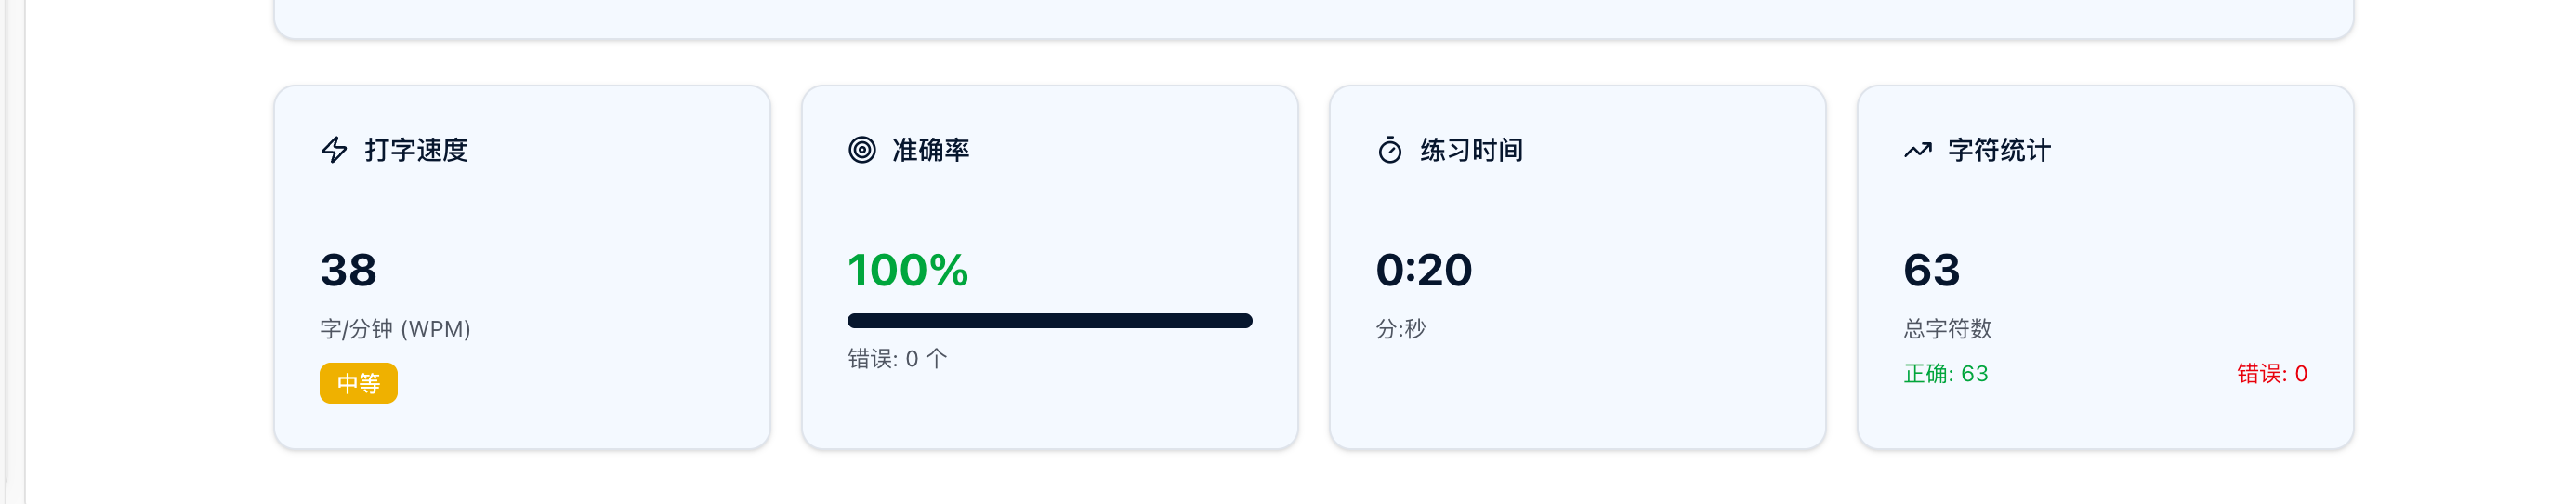 打字速度
38
字/分钟 (WPM)
中等
准确率
100%
错误: 0 个
练习时间
0:20
分:秒
字符统计
63
总字符数
正确: 63
错误: 0